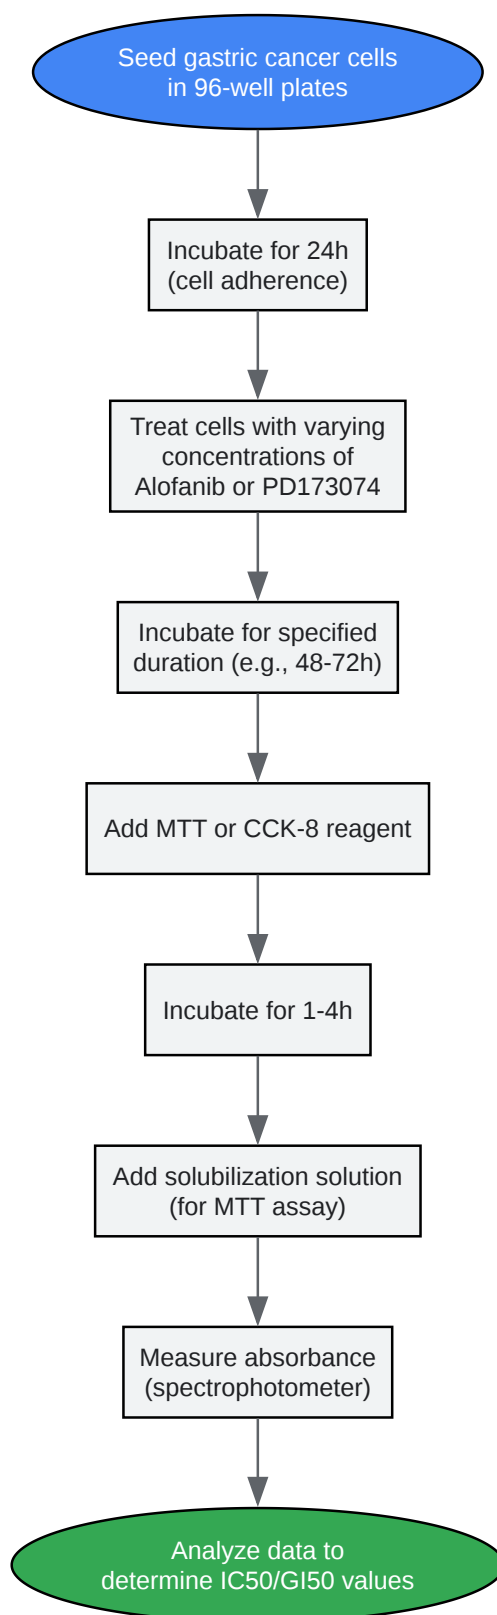 Seed gastric cancer cells
in 96-well plates
Incubate for 24h
(cell adherence)
Treat cells with varying
concentrations of
Alofanib or PD173074
Incubate for specified
duration (e.g., 48-72h)
Add MTT or CCK-8 reagent
Incubate for 1-4h
Add solubilization solution
(for MTT assay)
Measure absorbance
(spectrophotometer)
Analyze data to
determine IC50/GI50 values